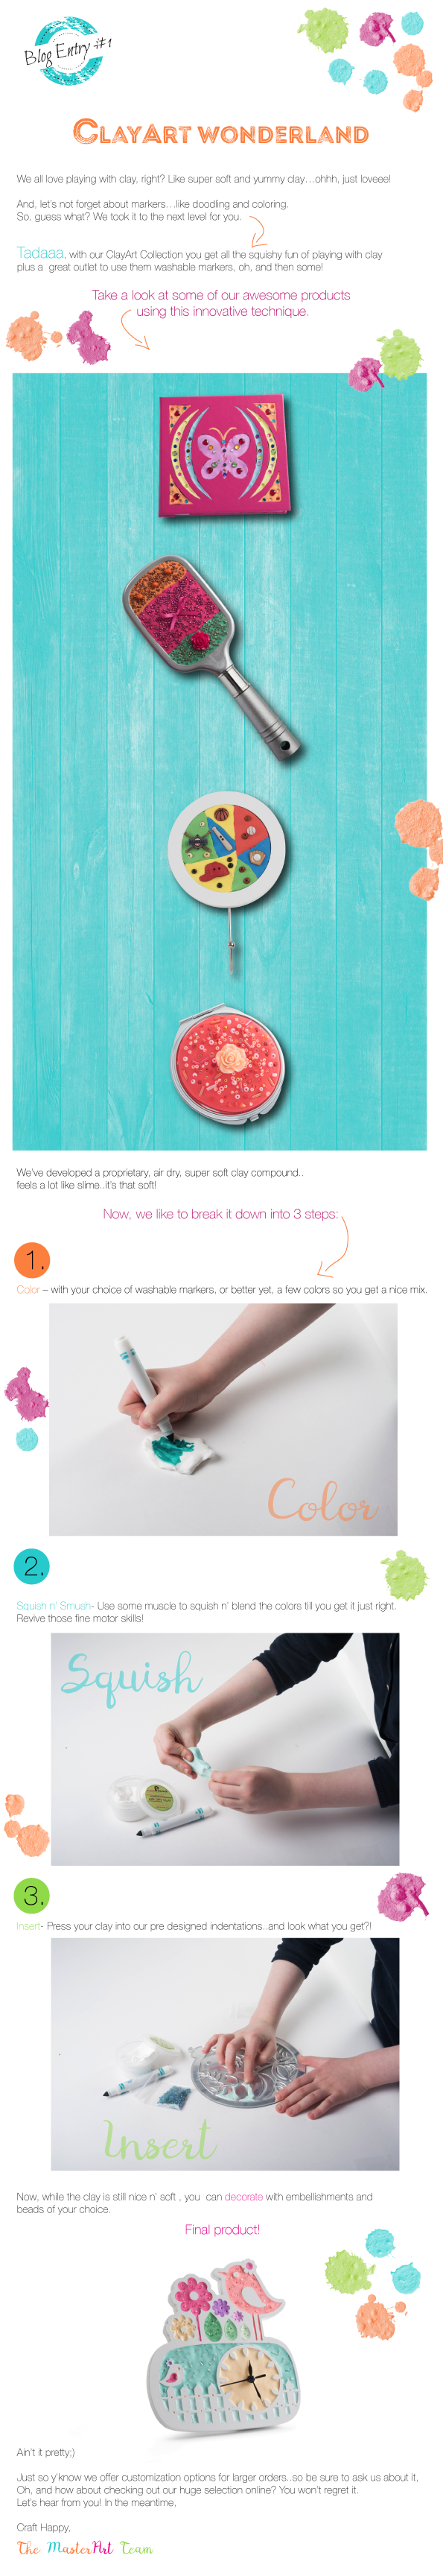 Blog Entry #1
CLAYART WONDERLAND
We all love playing with clay, right? Like super soft and yummy clay…ohhh, just loveee!
And, let's not forget about markers…like doodling and coloring.
So, guess what? We took it to the next level for you.
Tadaaa, with our ClayArt Collection you get all the squishy fun of playing with clay
plus a great outlet to use them washable markers, oh, and then some!
Take a look at some of our awesome products
using this innovative technique.
We've developed a proprietary, air dry, super soft clay compound..
feels a lot like slime..it's that soft!
Now, we like to break it down into 3 steps:
1.
Color – with your choice of washable markers, or better yet, a few colors so you get a nice mix.
Color
2.
Squish n' Smush- Use some muscle to squish n' blend the colors till you get it just right.
Revive those fine motor skills!
Squish
3.
Insert- Press your clay into our pre designed indentations..and look what you get?!
Insert
Now, while the clay is still nice n' soft , you can decorate with embellishments and
beads of your choice.
Final product!
Ain't it pretty;)
Just so y'know we offer customization options for larger orders..so be sure to ask us about it,
Oh, and how about checking out our huge selection online? You won't regret it.
Let's hear from you! In the meantime,
Craft Happy,
The MasterArt Team